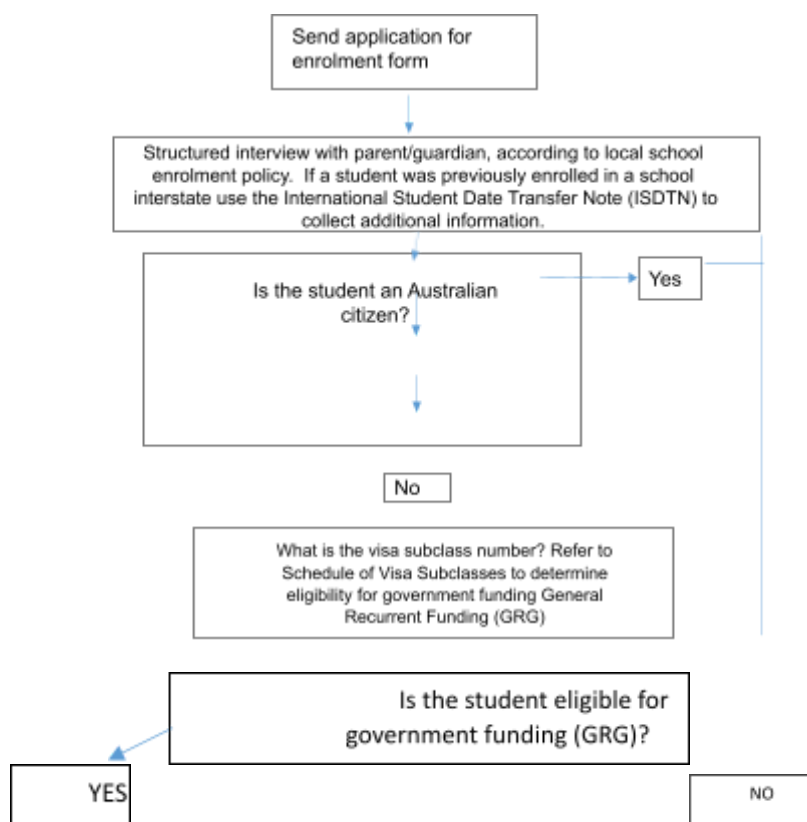 Send application for
enrolment form
Structured interview with parent/guardian, according to local school
enrolment policy. If a student was previously enrolled in a school
interstate use the International Student Date Transfer Note (ISDTN) to
collect additional information.
Is the student an Australian
citizen?
Yes
No
What is the visa subclass number? Refer to
Schedule of Visa Subclasses to determine
eligibility for government funding General
Recurrent Funding (GRG)
Is the student eligible for
government funding (GRG)?
YES
NO